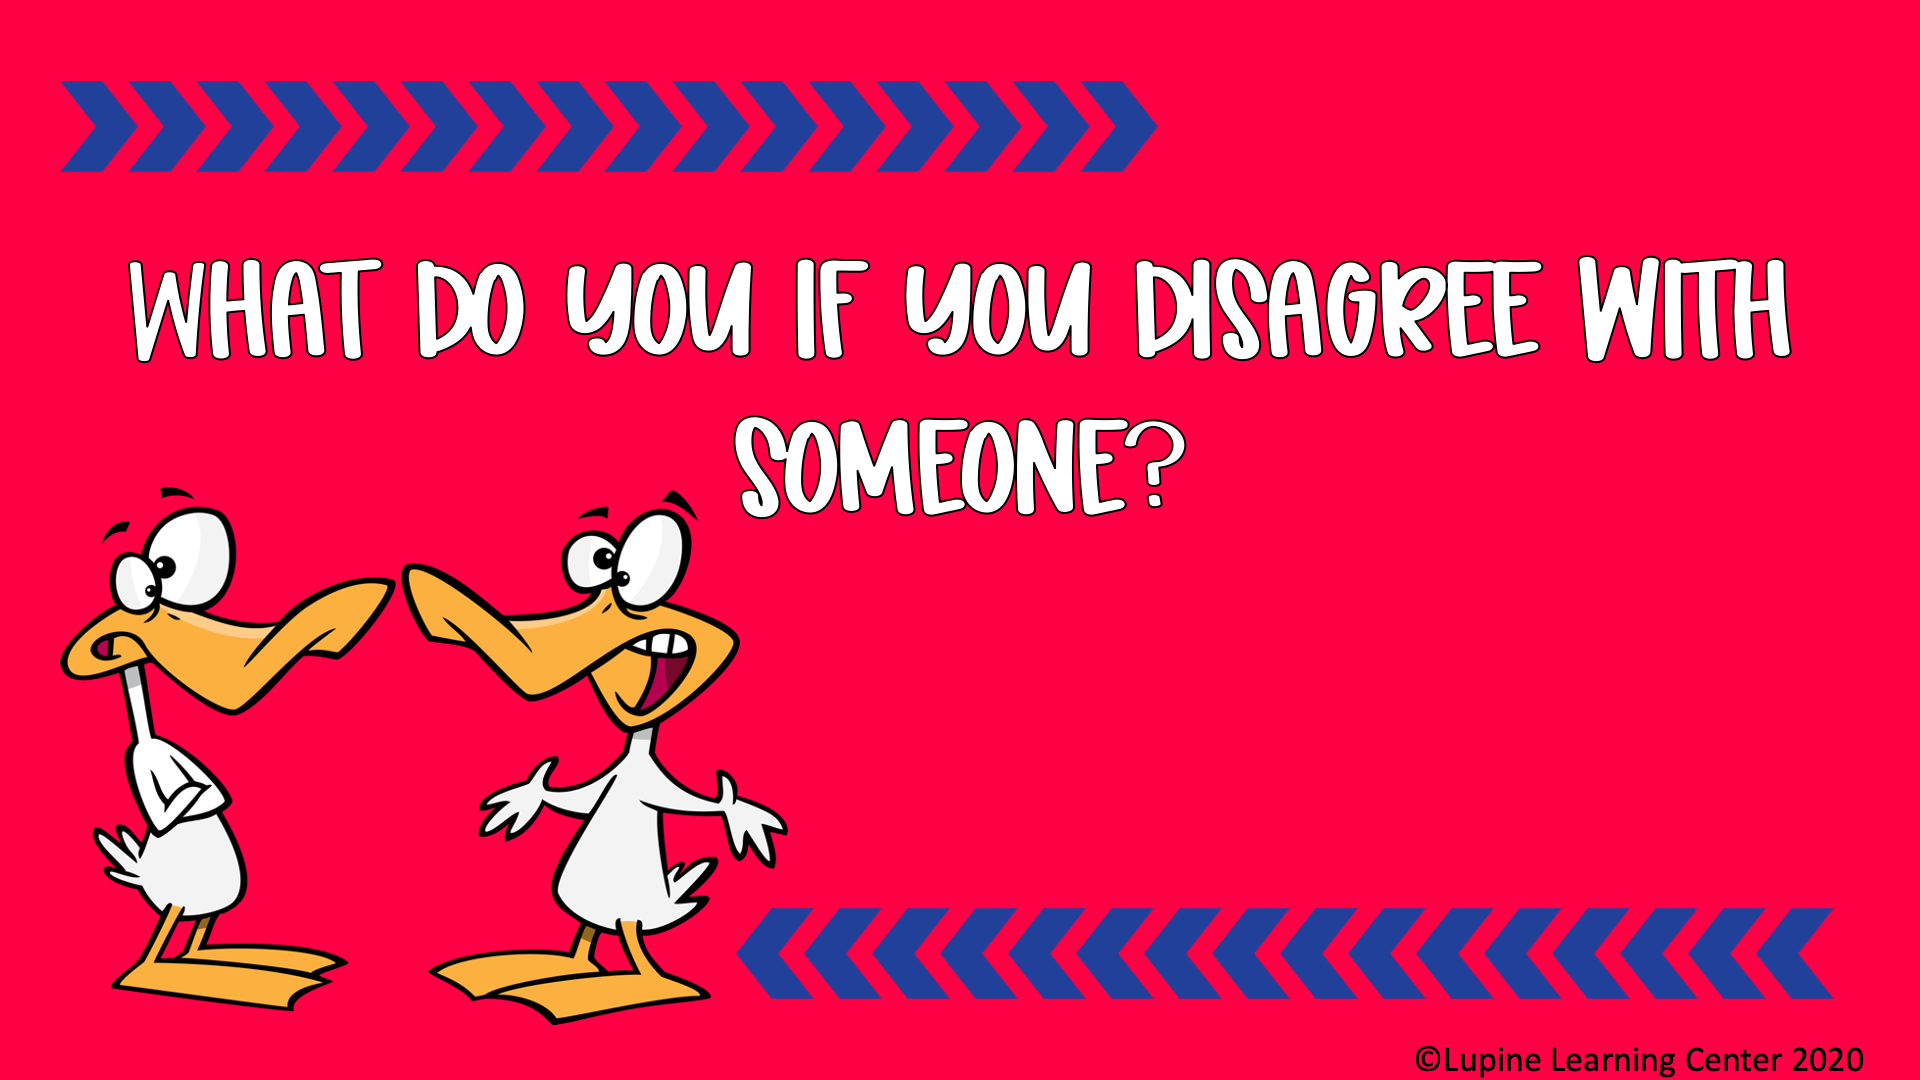 WHAT DO YOU IF YOU DISAGREE WITH
SOMEONE?
©Lupine Learning Center 2020